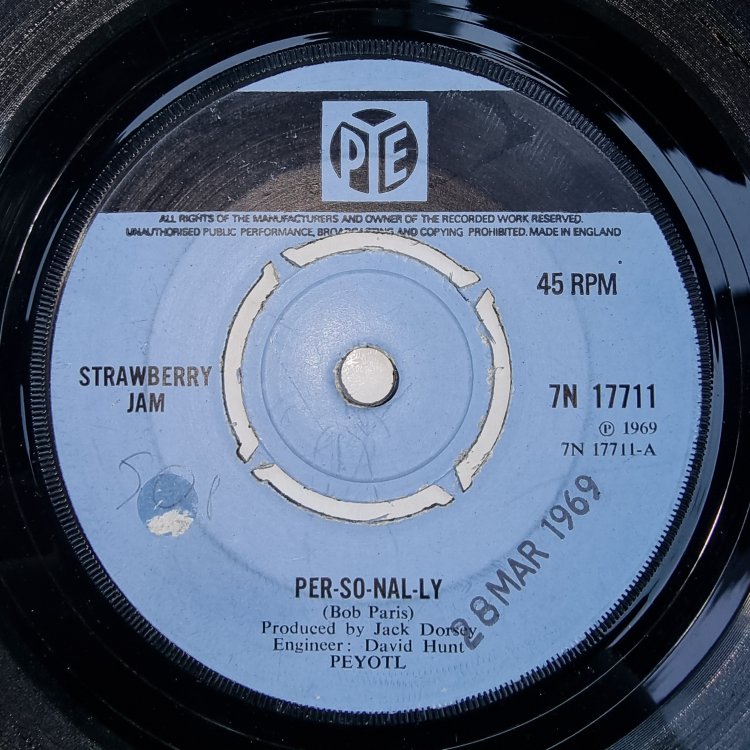 PYE
ALL RIGHTS OF THE MANUFACTURERS AND OWNER OF THE RECORDED WORK RESERVED.
UNAUTHORISED PUBLIC PERFORMANCE, BROADCASTING AND COPYING PROHIBITED. MADE IN ENGLAND
45 RPM
STRAWBERRY
JAM
7N 17711
℗ 1969
7N 17711-A
28 MAR 1969
PER-SO-NAL-LY
(Bob Paris)
Produced by Jack Dorsey
Engineer: David Hunt
PEYOTL